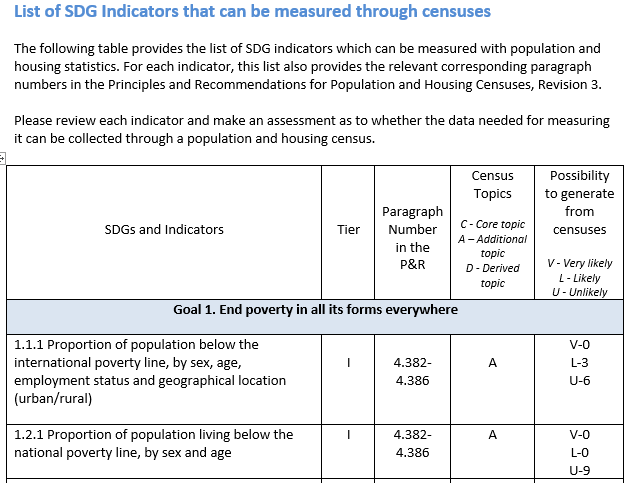 List of SDG Indicators that can be measured through censuses
The following table provides the list of SDG indicators which can be measured with population and
housing statistics. For each indicator, this list also provides the relevant corresponding paragraph
numbers in the Principles and Recommendations for Population and Housing Censuses, Revision 3.
Please review each indicator and make an assessment as to whether the data needed for measuring
it can be collected through a population and housing census.
SDGs and Indicators
Tier
Paragraph
Number
in the
P&R
Census
Topics
C - Core topic
A – Additional
topic
D - Derived
topic
Possibility
to generate
from
censuses
V - Very likely
L - Likely
U - Unlikely
Goal 1. End poverty in all its forms everywhere
1.1.1 Proportion of population below the
international poverty line, by sex, age,
employment status and geographical location
(urban/rural)
I
4.382-
4.386
A
V-0
L-3
U-6
1.2.1 Proportion of population living below the
national poverty line, by sex and age
I
4.382-
4.386
A
V-0
L-0
U-9